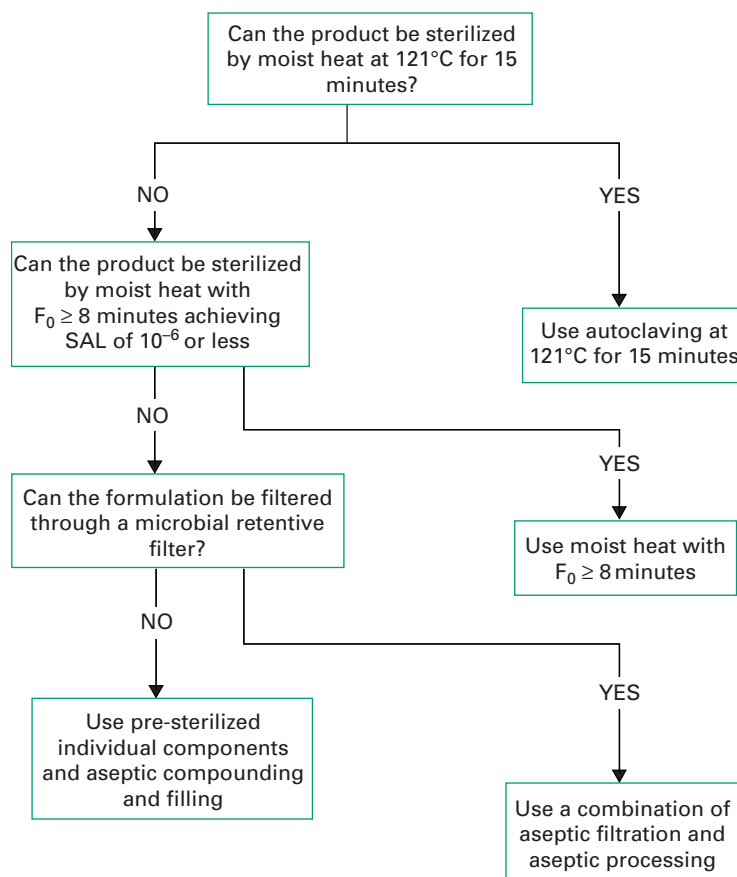 Can the product be sterilized
by moist heat at 121°C for 15
minutes?
NO
YES
Can the product be sterilized
by moist heat with
F₀ ≥ 8 minutes achieving
SAL of 10⁻⁶ or less
Use autoclaving at
121°C for 15 minutes
NO
YES
Can the formulation be filtered
through a microbial retentive
filter?
Use moist heat with
F₀ ≥ 8 minutes
NO
YES
Use pre-sterilized
individual components
and aseptic compounding
and filling
Use a combination of
aseptic filtration and
aseptic processing